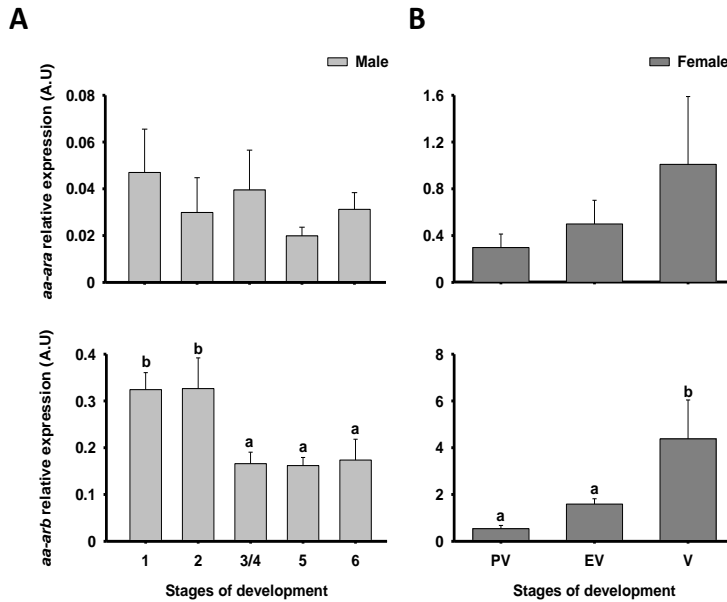 A
B
Male
Female
aa-ara relative expression (A.U)
0.08
0.06
0.04
0.02
0
1.6
1.2
0.8
0.4
0
aa-arb relative expression (A.U)
0.4
0.3
0.2
0.1
0
b
b
a
a
a
8
6
4
2
0
a
a
b
1 2 3/4 5 6
PV EV V
Stages of development
Stages of development